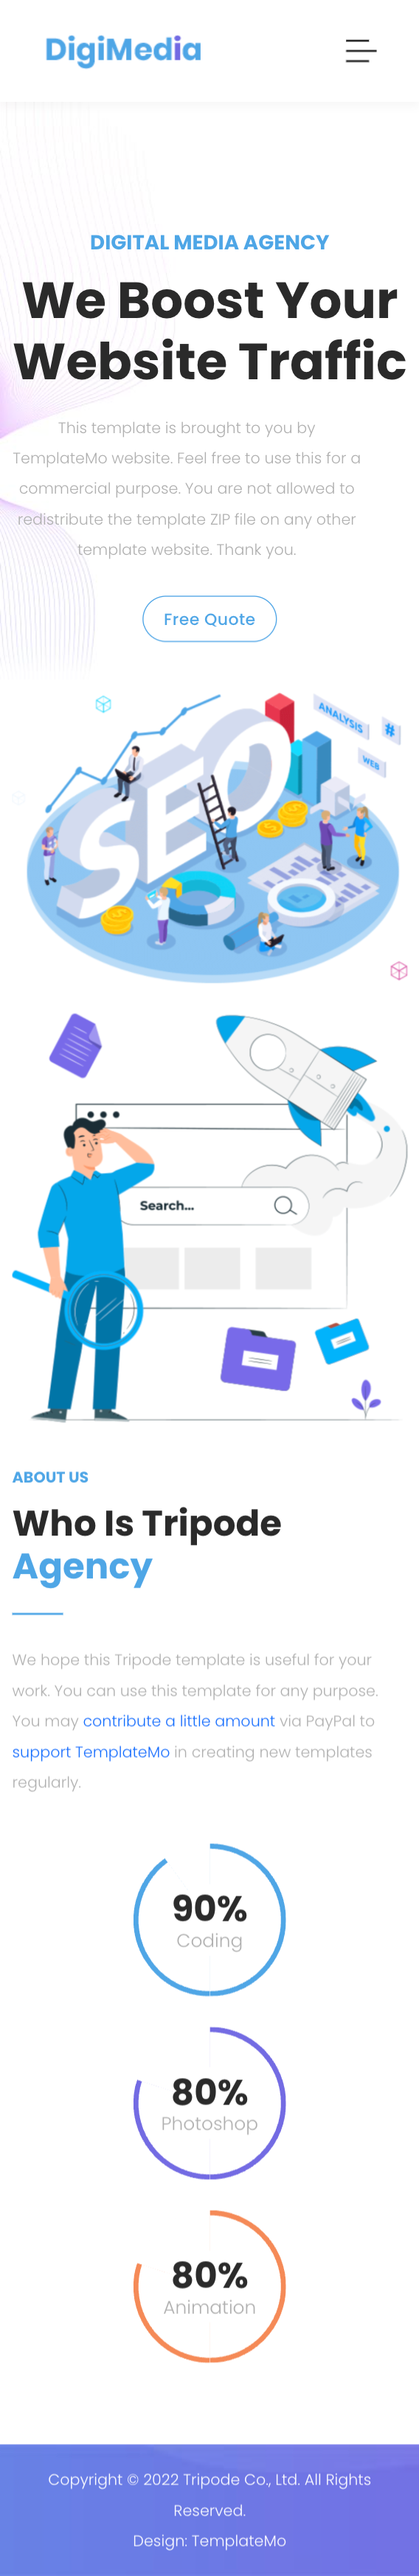 DigiMedia
DIGITAL MEDIA AGENCY
We Boost Your
Website Traffic
This template is brought to you by
TemplateMo website. Feel free to use this for a
commercial purpose. You are not allowed to
redistribute the template ZIP file on any other
template website. Thank you.
Free Quote
ANALYSIS
#
SEO
WEB
Search...
ABOUT US
Who Is Tripode
Agency
We hope this Tripode template is useful for your
work. You can use this template for any purpose.
You may contribute a little amount via PayPal to
support TemplateMo in creating new templates
regularly.
90%
Coding
80%
Photoshop
80%
Animation
Copyright © 2022 Tripode Co., Ltd. All Rights
Reserved.
Design: TemplateMo